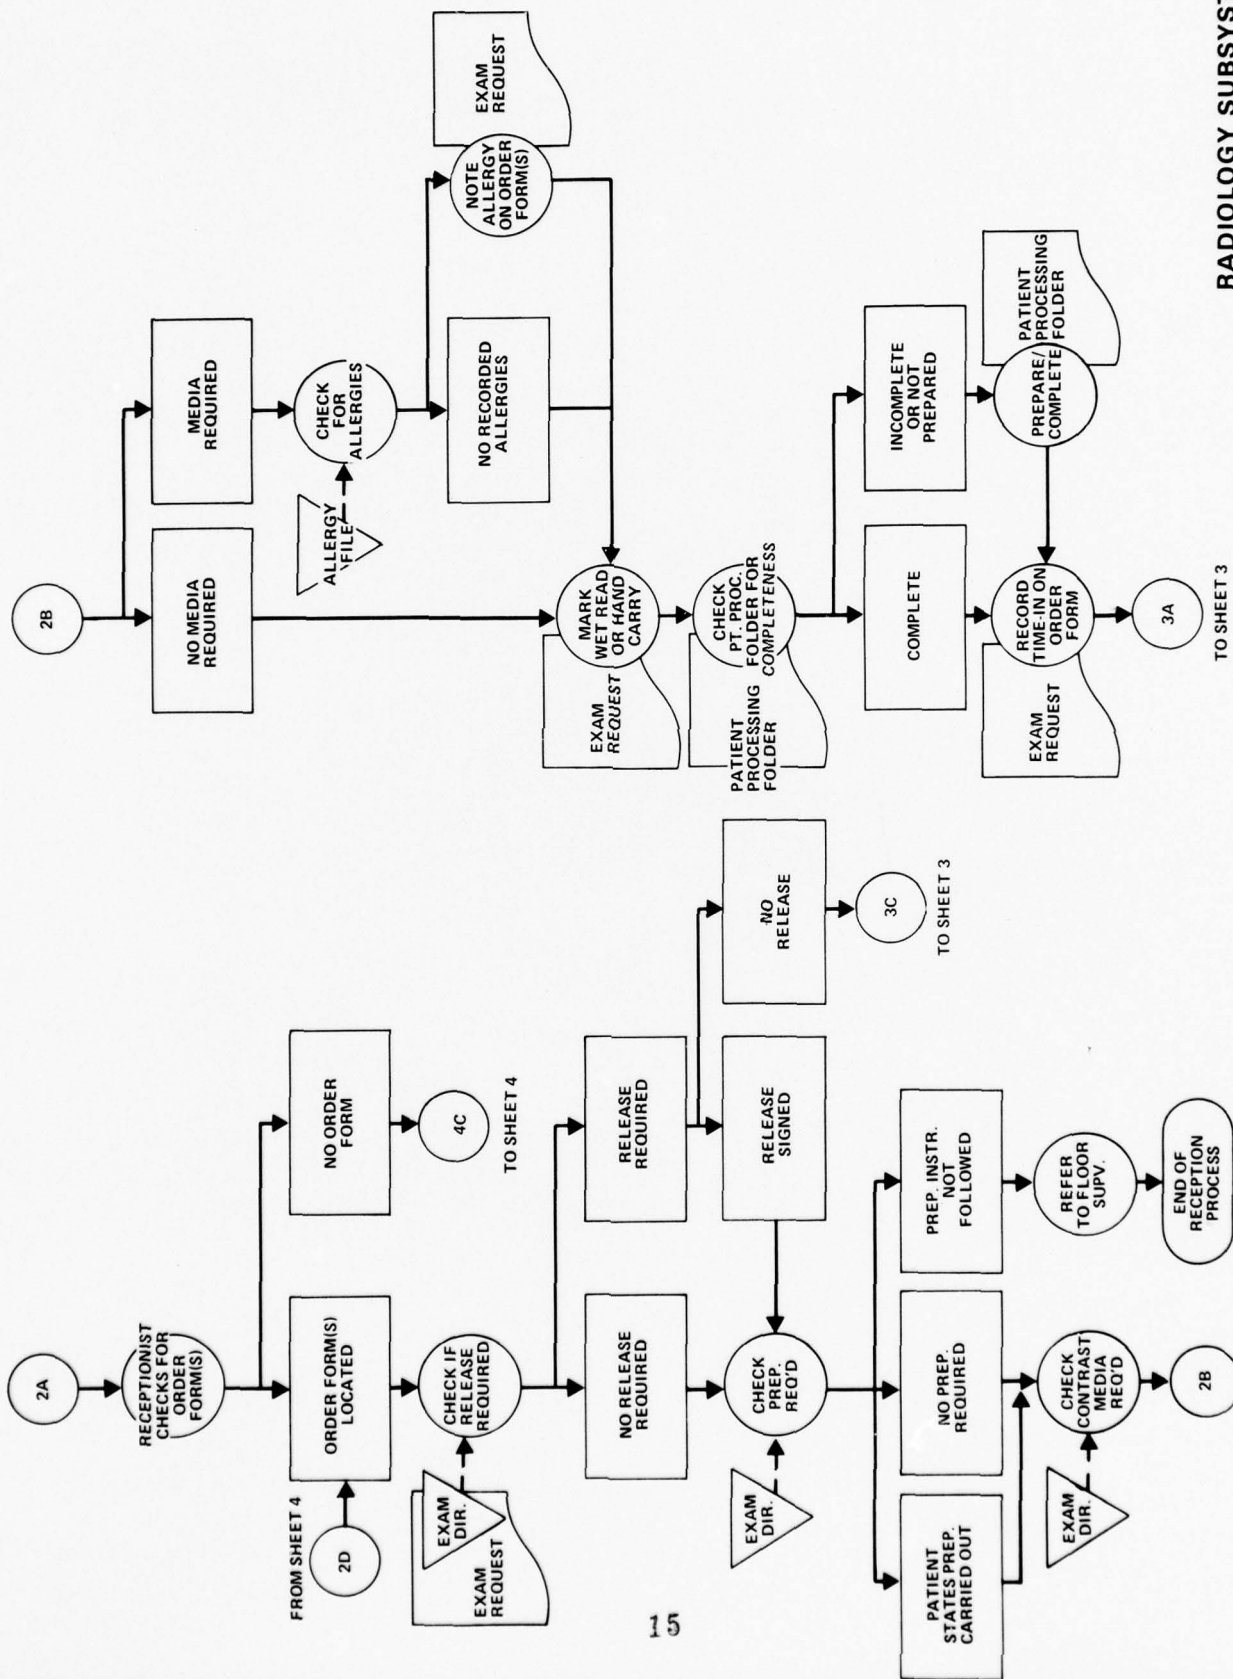 2A
RECEPTIONIST
CHECKS FOR
ORDER
FORM(S)
NO ORDER
FORM
4C
TO SHEET 4
FROM SHEET 4
2D
ORDER FORM(S)
LOCATED
CHECK IF
RELEASE
REQUIRED
EXAM
DIR.
EXAM
REQUEST
NO RELEASE
REQUIRED
RELEASE
REQUIRED
RELEASE
SIGNED
NO
RELEASE
3C
TO SHEET 3
CHECK
PREP.
REQ'D
EXAM
DIR.
PATIENT
STATES PREP.
CARRIED OUT
NO PREP.
REQUIRED
PREP. INSTR.
NOT
FOLLOWED
REFER
TO FLOOR
SUPV.
END OF
RECEPTION
PROCESS
EXAM
DIR.
CHECK
CONTRAST
MEDIA
REQ'D
2B
2B
NO MEDIA
REQUIRED
MEDIA
REQUIRED
ALLERGY
FILE
CHECK
FOR
ALLERGIES
NO RECORDED
ALLERGIES
NOTE
ALLERGY
ON ORDER
FORM(S)
EXAM
REQUEST
EXAM
REQUEST
MARK
WET READ
OR HAND
CARRY
PATIENT
PROCESSING
FOLDER
CHECK
PT. PROC.
FOLDER FOR
COMPLETENESS
COMPLETE
INCOMPLETE
OR NOT
PREPARED
PREPARE/
COMPLETE
PATIENT
PROCESSING
FOLDER
EXAM
REQUEST
RECORD
TIME-IN ON
ORDER
FORM
3A
TO SHEET 3
RADIOLOGY SUBSYST
15